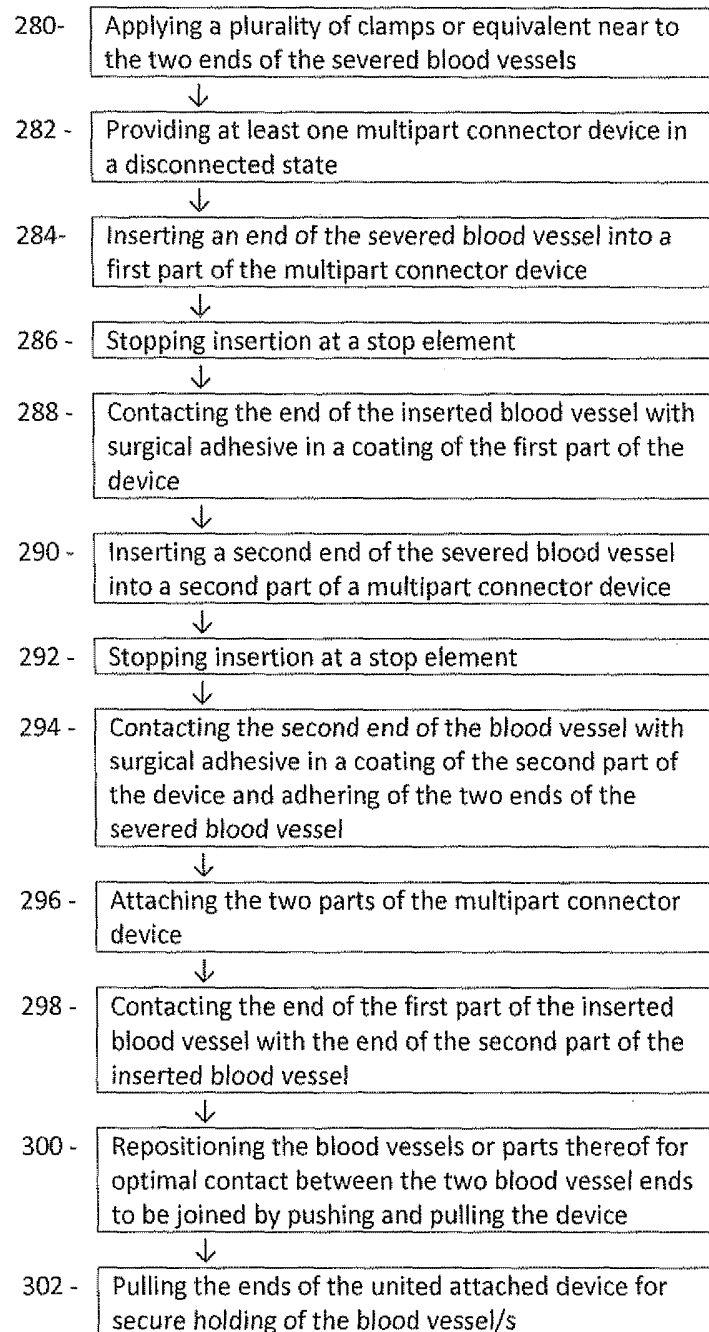 280- Applying a plurality of clamps or equivalent near to
the two ends of the severed blood vessels
282 - Providing at least one multipart connector device in
a disconnected state
284- Inserting an end of the severed blood vessel into a
first part of the multipart connector device
286 - Stopping insertion at a stop element
288 - Contacting the end of the inserted blood vessel with
surgical adhesive in a coating of the first part of the
device
290 - Inserting a second end of the severed blood vessel
into a second part of a multipart connector device
292 - Stopping insertion at a stop element
294 - Contacting the second end of the blood vessel with
surgical adhesive in a coating of the second part of
the device and adhering of the two ends of the
severed blood vessel
296 - Attaching the two parts of the multipart connector
device
298 - Contacting the end of the first part of the inserted
blood vessel with the end of the second part of the
inserted blood vessel
300 - Repositioning the blood vessels or parts thereof for
optimal contact between the two blood vessel ends
to be joined by pushing and pulling the device
302 - Pulling the ends of the united attached device for
secure holding of the blood vessel/s